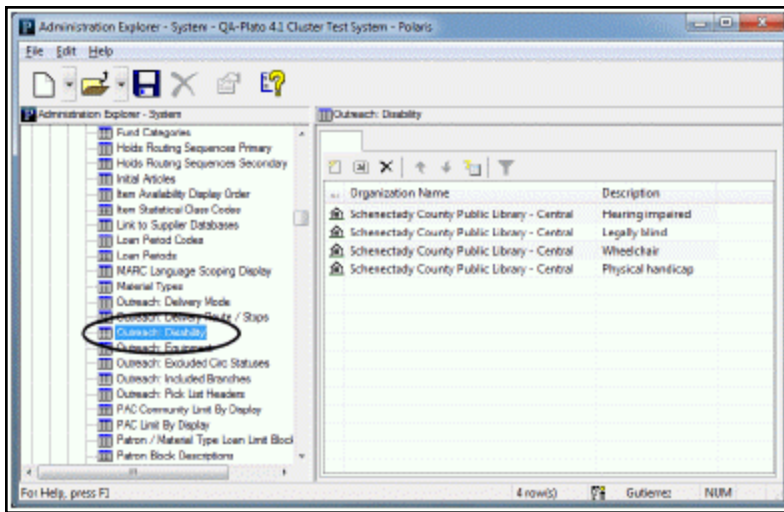 Administration Explorer - System - QA-Plato 4.1 Cluster Test System - Polaris
File Edit Help
Administration Explorer - System
Fund Categories
Holds Routing Sequences Primary
Holds Routing Sequences Secondary
Initial Articles
Item Availability Display Order
Item Statistical Class Codes
Link to Supplier Databases
Loan Period Codes
Loan Periods
MARC Language Scoping Display
Material Types
Outreach: Delivery Mode
Outreach: Delivery Route / Stops
Outreach: Disability
Outreach: Equipment
Outreach: Excluded Circ Statuses
Outreach: Included Branches
Outreach: Pick List Headers
PAC Community Limit By Display
PAC Limit By Display
Patron / Material Type Loan Limit Block
Patron Block Descriptions
Outreach: Disability
Organization Name Description
Schenectady County Public Library - Central Hearing impaired
Schenectady County Public Library - Central Legally blind
Schenectady County Public Library - Central Wheelchair
Schenectady County Public Library - Central Physical handicap
For Help, press F1 4 row(s) Gutierrez NUM